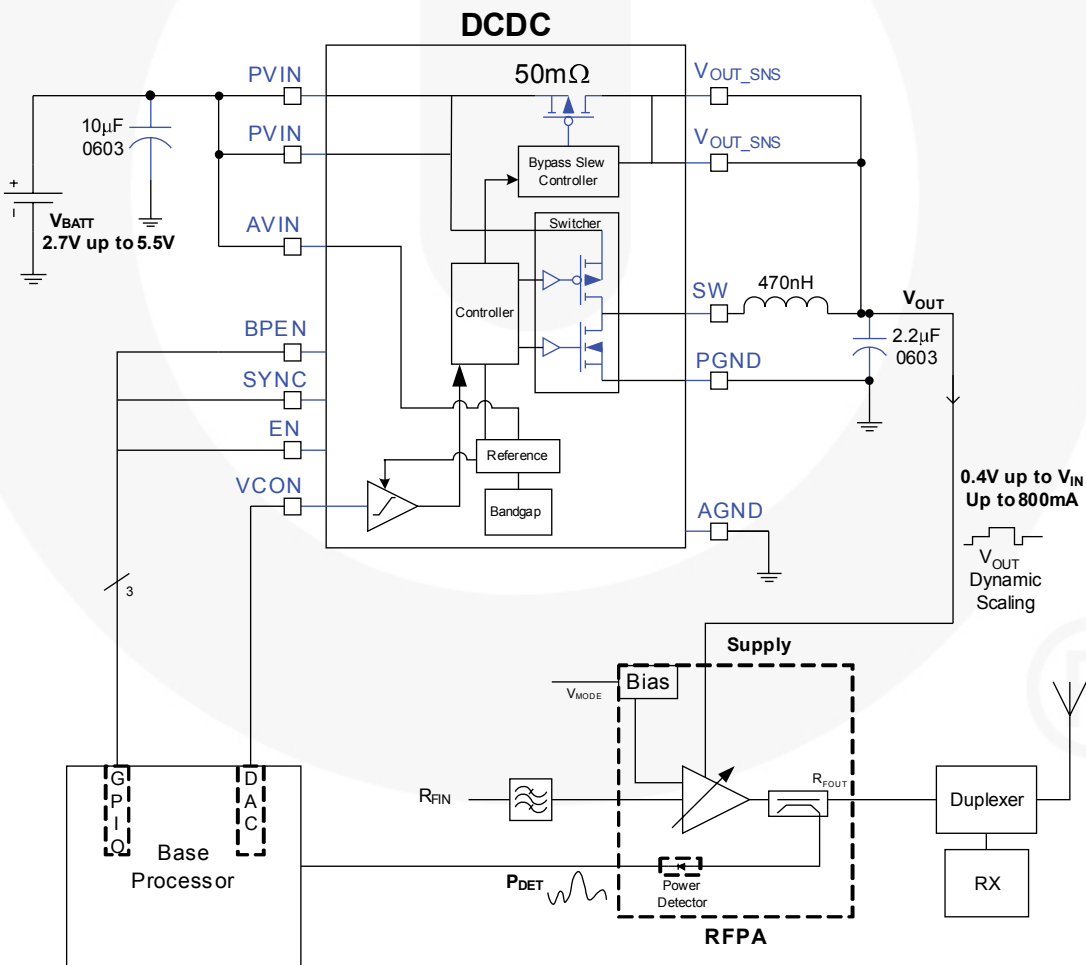 DCDC
PVIN
50mΩ
VOUT_SNS
10µF
0603
PVIN
VOUT_SNS
Bypass Slew
Controller
+
−
VBATT
2.7V up to 5.5V
AVIN
Switcher
Controller
SW
470nH
VOUT
BPEN
2.2µF
0603
PGND
SYNC
EN
Reference
VCON
Bandgap
0.4V up to VIN
Up to 800mA
AGND
VOUT
Dynamic
Scaling
3
Supply
Bias
VMODE
GPIO
DAC
RFIN
RFOUT
Duplexer
Base
Processor
PDET
Power
Detector
RX
RFPA